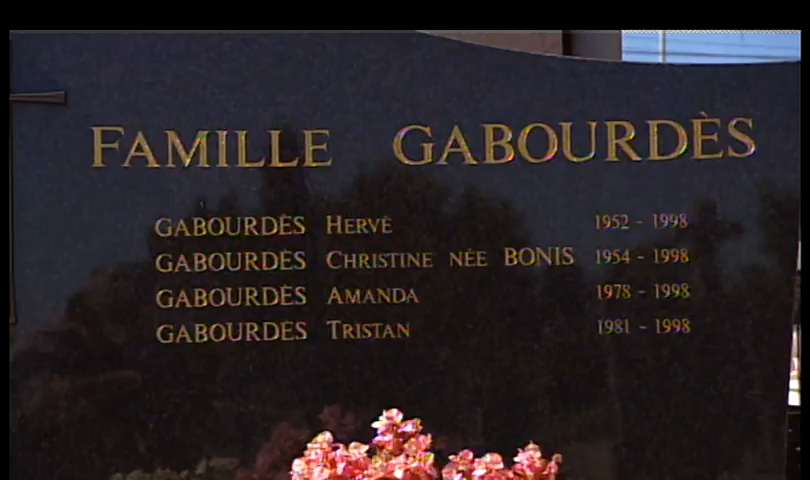 FAMILLE GABOURDÈS
GABOURDÈS HERVÉ 1952 - 1998
GABOURDÈS CHRISTINE NÉE BONIS 1954 - 1998
GABOURDÈS AMANDA 1978 - 1998
GABOURDÈS TRISTAN 1981 - 1998